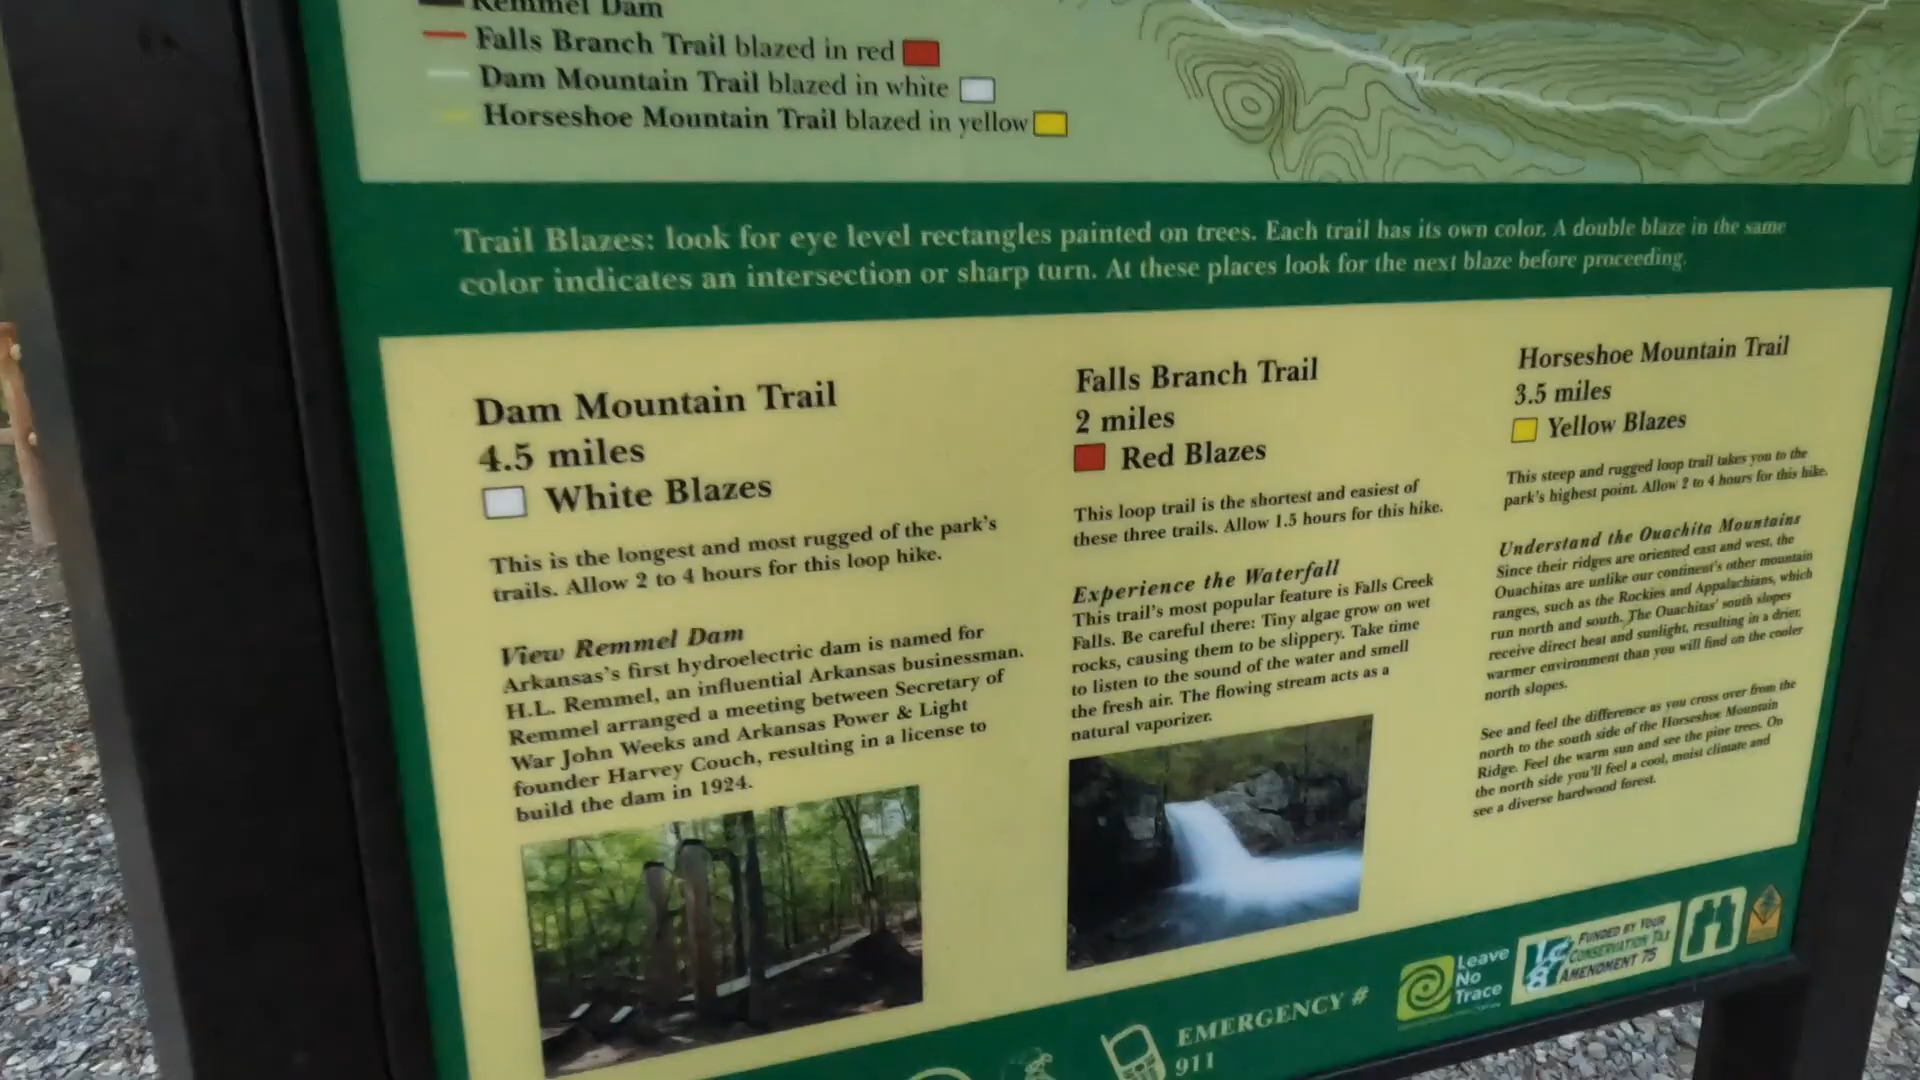 Remmel Dam
Falls Branch Trail blazed in red
Dam Mountain Trail blazed in white
Horseshoe Mountain Trail blazed in yellow
Trail Blazes: look for eye level rectangles painted on trees. Each trail has its own color. A double blaze in the same
color indicates an intersection or sharp turn. At these places look for the next blaze before proceeding.
Dam Mountain Trail
4.5 miles
White Blazes
This is the longest and most rugged of the park's
trails. Allow 2 to 4 hours for this loop hike.
View Remmel Dam
Arkansas's first hydroelectric dam is named for
H.L. Remmel, an influential Arkansas businessman.
Remmel arranged a meeting between Secretary of
War John Weeks and Arkansas Power & Light
founder Harvey Couch, resulting in a license to
build the dam in 1924.
Falls Branch Trail
2 miles
Red Blazes
This loop trail is the shortest and easiest of
these three trails. Allow 1.5 hours for this hike.
Experience the Waterfall
This trail's most popular feature is Falls Creek
Falls. Be careful there: Tiny algae grow on wet
rocks, causing them to be slippery. Take time
to listen to the sound of the water and smell
the fresh air. The flowing stream acts as a
natural vaporizer.
Horseshoe Mountain Trail
3.5 miles
Yellow Blazes
This steep and rugged loop trail takes you to the
park's highest point. Allow 2 to 4 hours for this hike.
Understand the Ouachita Mountains
Since their ridges are oriented east and west, the
Ouachitas are unlike our continent's other mountain
ranges, such as the Rockies and Appalachians, which
run north and south. The Ouachitas' south slopes
receive direct heat and sunlight, resulting in a drier,
warmer environment than you will find on the cooler
north slopes.
See and feel the difference as you cross over from the
north to the south side of the Horseshoe Mountain
Ridge. Feel the warm sun and see the pine trees. On
the north side you'll feel a cool, moist climate and
see a diverse hardwood forest.
EMERGENCY #
911
Leave
No
Trace
FUNDED BY YOUR
CONSERVATION TAX
AMENDMENT 75